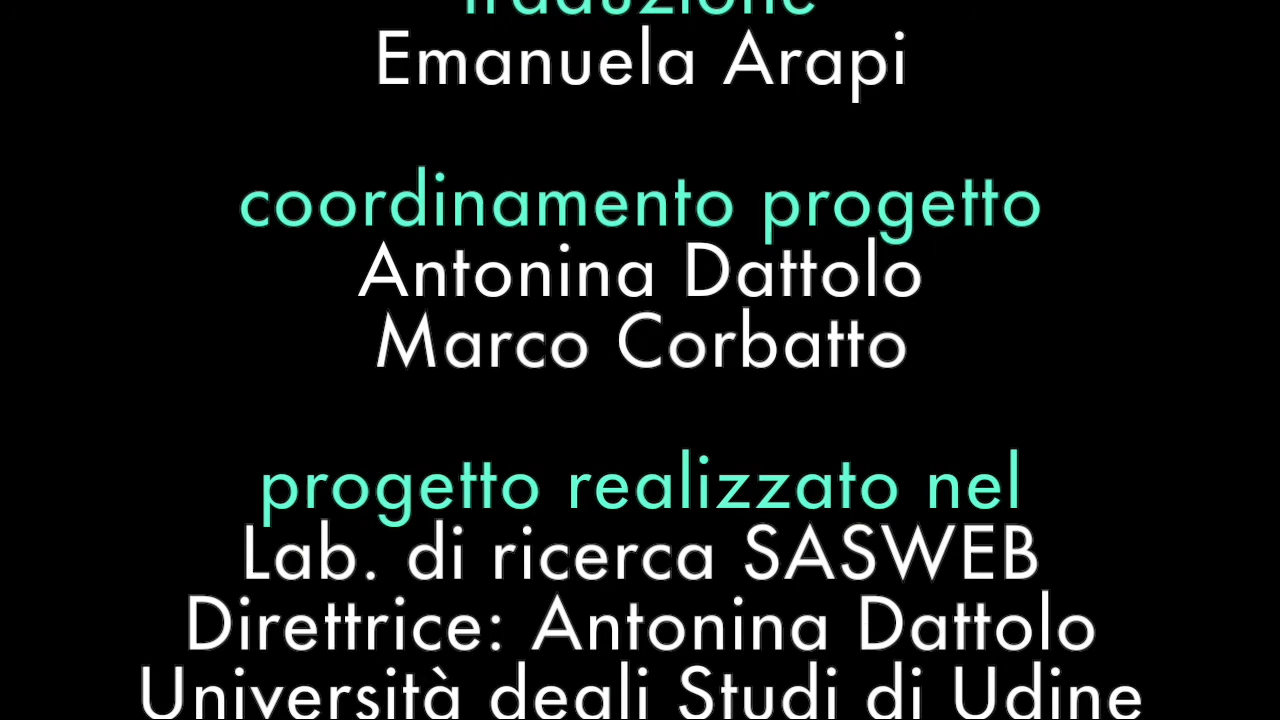 traduzione
Emanuela Arapi
coordinamento progetto
Antonina Dattolo
Marco Corbatto
progetto realizzato nel
Lab. di ricerca SASWEB
Direttrice: Antonina Dattolo
Università degli Studi di Udine